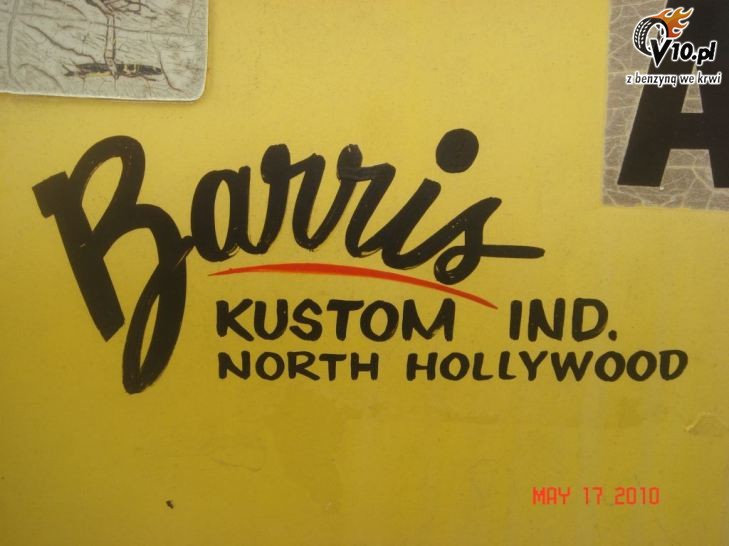 V10.pl
z benzyną we krwi
A
Barris
KUSTOM IND.
NORTH HOLLYWOOD
MAY 17 2010